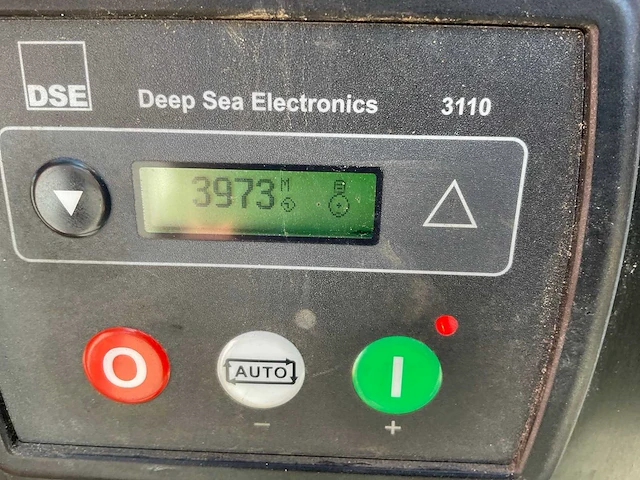 DSE
Deep Sea Electronics 3110
3973 M
O AUTO I
− +